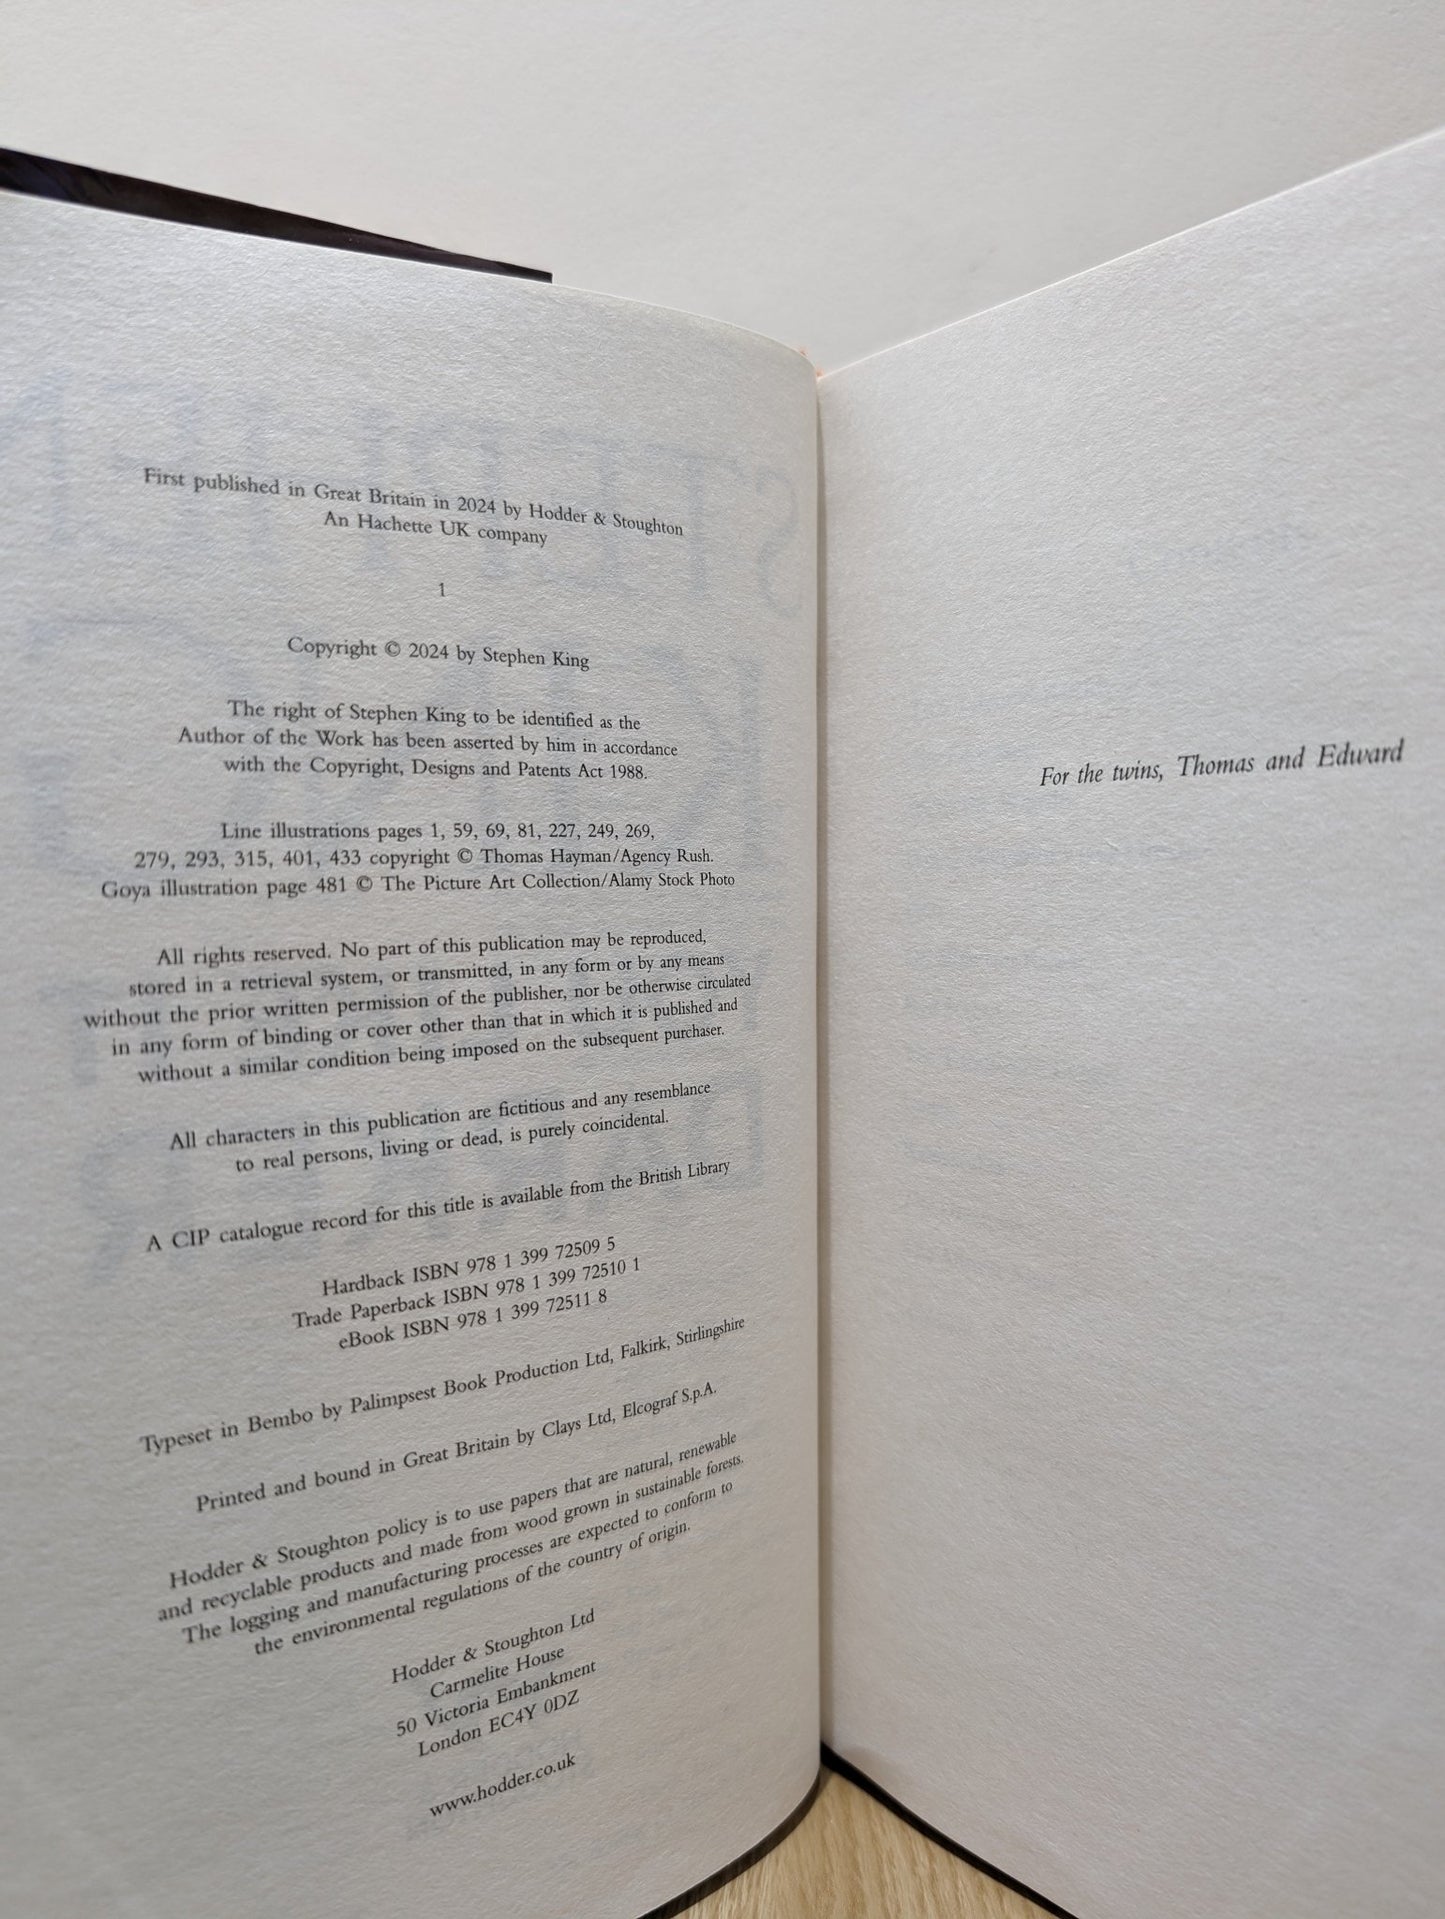 First published in Great Britain in 2024 by Hodder & Stoughton
An Hachette UK company
1
Copyright © 2024 by Stephen King
The right of Stephen King to be identified as the
Author of the Work has been asserted by him in accordance
with the Copyright, Designs and Patents Act 1988.
Line illustrations pages 1, 59, 69, 81, 227, 249, 269,
279, 293, 315, 401, 433 copyright © Thomas Hayman/Agency Rush.
Goya illustration page 481 © The Picture Art Collection/Alamy Stock Photo
All rights reserved. No part of this publication may be reproduced,
stored in a retrieval system, or transmitted, in any form or by any means
without the prior written permission of the publisher, nor be otherwise circulated
in any form of binding or cover other than that in which it is published and
without a similar condition being imposed on the subsequent purchaser.
All characters in this publication are fictitious and any resemblance
to real persons, living or dead, is purely coincidental.
A CIP catalogue record for this title is available from the British Library
Hardback ISBN 978 1 399 72509 5
Trade Paperback ISBN 978 1 399 72510 1
eBook ISBN 978 1 399 72511 8
Typeset in Bembo by Palimpsest Book Production Ltd, Falkirk, Stirlingshire
Printed and bound in Great Britain by Clays Ltd, Elcograf S.p.A.
Hodder & Stoughton policy is to use papers that are natural, renewable
and recyclable products and made from wood grown in sustainable forests.
The logging and manufacturing processes are expected to conform to
the environmental regulations of the country of origin.
Hodder & Stoughton Ltd
Carmelite House
50 Victoria Embankment
London EC4Y 0DZ
www.hodder.co.uk
For the twins, Thomas and Edward